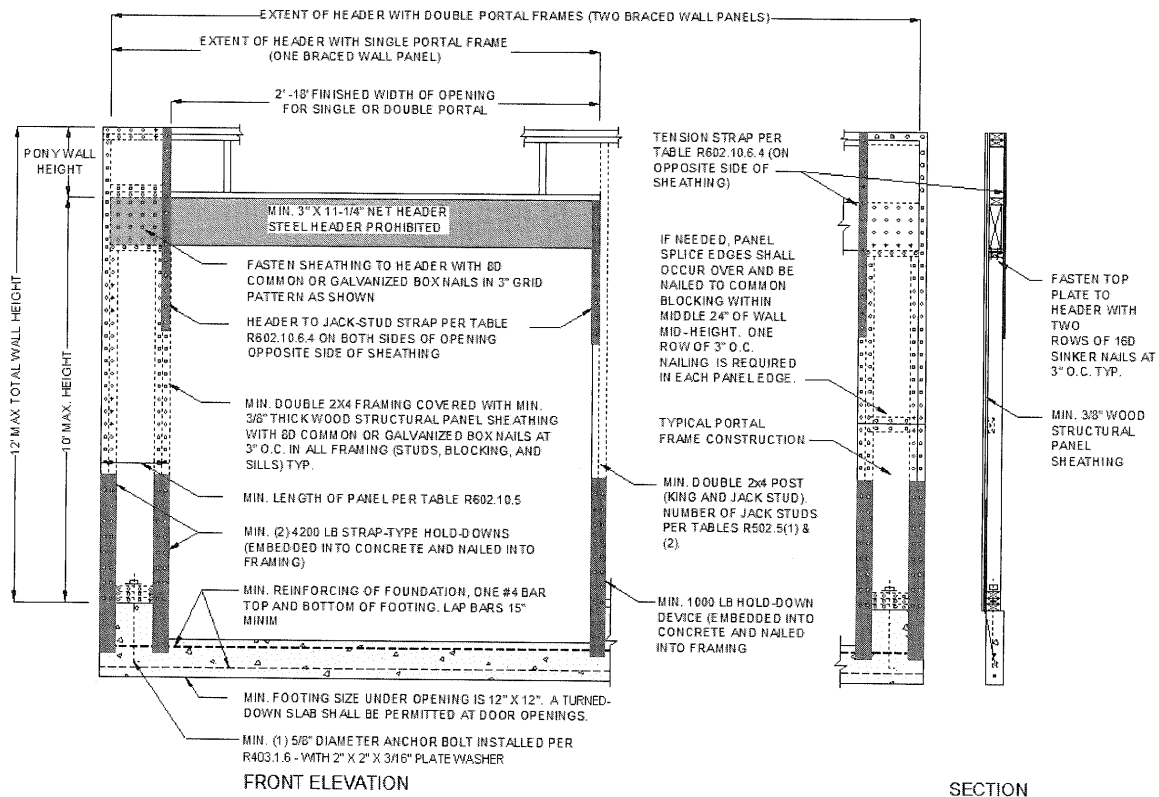 EXTENT OF HEADER WITH DOUBLE PORTAL FRAMES (TWO BRACED WALL PANELS)
EXTENT OF HEADER WITH SINGLE PORTAL FRAME
(ONE BRACED WALL PANEL)
2' -18' FINISHED WIDTH OF OPENING
FOR SINGLE OR DOUBLE PORTAL
PONY WALL
HEIGHT
12' MAX TOTAL WALL HEIGHT
10' MAX. HEIGHT
MIN. 3" X 11-1/4" NET HEADER
STEEL HEADER PROHIBITED
FASTEN SHEATHING TO HEADER WITH 8D
COMMON OR GALVANIZED BOX NAILS IN 3" GRID
PATTERN AS SHOWN
HEADER TO JACK-STUD STRAP PER TABLE
R602.10.6.4 ON BOTH SIDES OF OPENING
OPPOSITE SIDE OF SHEATHING
MIN. DOUBLE 2X4 FRAMING COVERED WITH MIN.
3/8" THICK WOOD STRUCTURAL PANEL SHEATHING
WITH 8D COMMON OR GALVANIZED BOX NAILS AT
3" O.C. IN ALL FRAMING (STUDS, BLOCKING, AND
SILLS) TYP.
MIN. LENGTH OF PANEL PER TABLE R602.10.5
MIN. (2) 4200 LB STRAP-TYPE HOLD-DOWNS
(EMBEDDED INTO CONCRETE AND NAILED INTO
FRAMING)
MIN. REINFORCING OF FOUNDATION, ONE #4 BAR
TOP AND BOTTOM OF FOOTING. LAP BARS 15"
MINIM
MIN. FOOTING SIZE UNDER OPENING IS 12" X 12". A TURNED-
DOWN SLAB SHALL BE PERMITTED AT DOOR OPENINGS.
MIN. (1) 5/8" DIAMETER ANCHOR BOLT INSTALLED PER
R403.1.6 - WITH 2" X 2" X 3/16" PLATE WASHER
FRONT ELEVATION
TENSION STRAP PER
TABLE R602.10.6.4 (ON
OPPOSITE SIDE OF
SHEATHING)
IF NEEDED, PANEL
SPLICE EDGES SHALL
OCCUR OVER AND BE
NAILED TO COMMON
BLOCKING WITHIN
MIDDLE 24" OF WALL
MID-HEIGHT. ONE
ROW OF 3" O.C.
NAILING IS REQUIRED
IN EACH PANEL EDGE.
TYPICAL PORTAL
FRAME CONSTRUCTION
MIN. DOUBLE 2x4 POST
(KING AND JACK STUD).
NUMBER OF JACK STUDS
PER TABLES R502.5(1) &
(2).
MIN. 1000 LB HOLD-DOWN
DEVICE (EMBEDDED INTO
CONCRETE AND NAILED
INTO FRAMING
FASTEN TOP
PLATE TO
HEADER WITH
TWO
ROWS OF 16D
SINKER NAILS AT
3" O.C. TYP.
MIN. 3/8" WOOD
STRUCTURAL
PANEL
SHEATHING
SECTION